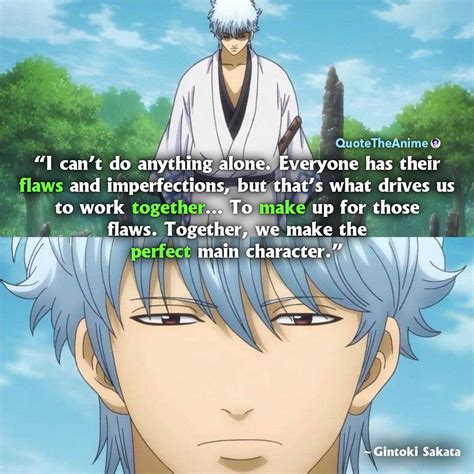 QuoteTheAnime
“I can’t do anything alone. Everyone has their
flaws and imperfections, but that’s what drives us
to work together... To make up for those
flaws. Together, we make the
perfect main character.”
~Gintoki Sakata